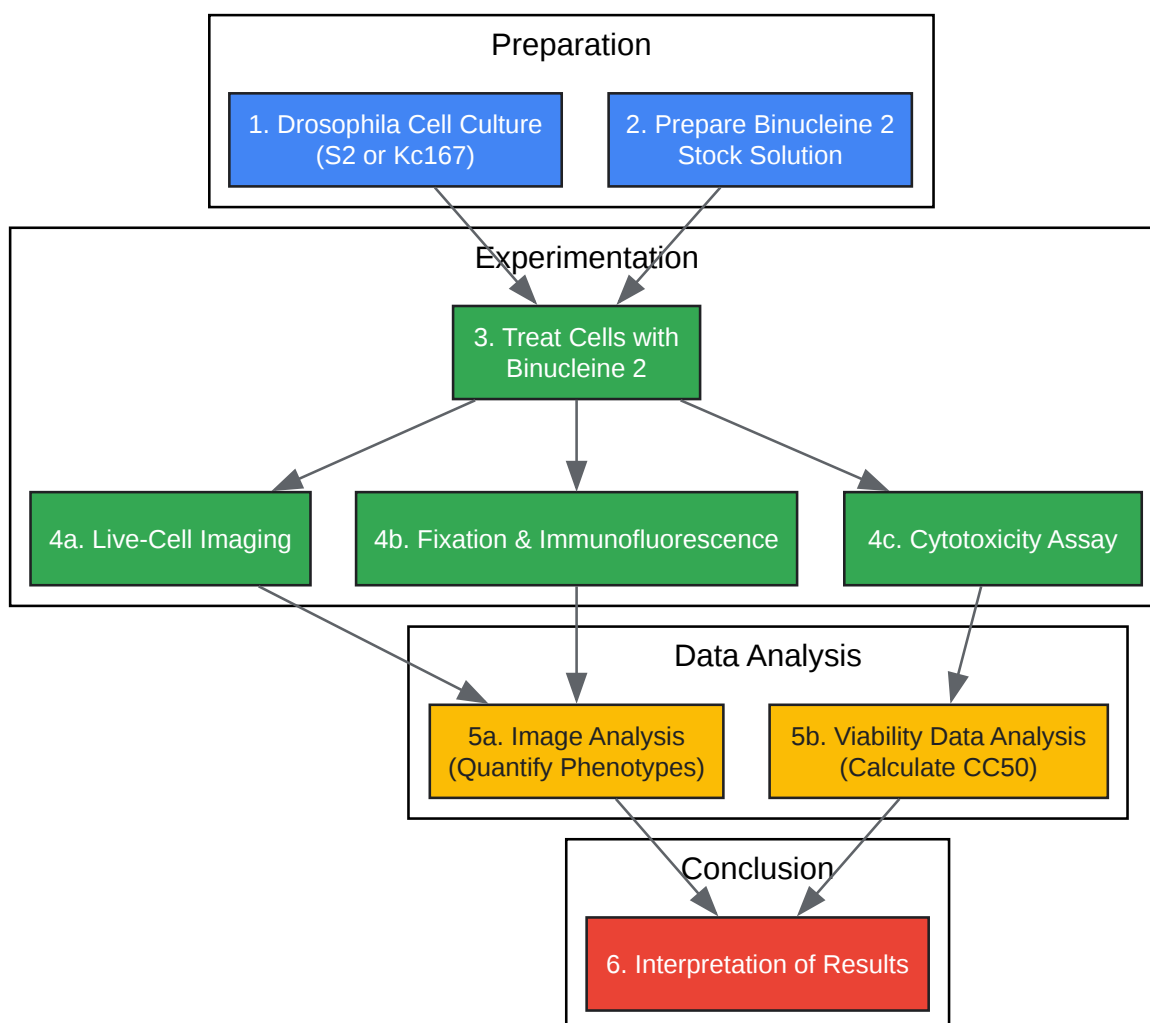 Preparation
1. Drosophila Cell Culture
(S2 or Kc167)
2. Prepare Binucleine 2
Stock Solution
Experimentation
3. Treat Cells with
Binucleine 2
4a. Live-Cell Imaging
4b. Fixation & Immunofluorescence
4c. Cytotoxicity Assay
Data Analysis
5a. Image Analysis
(Quantify Phenotypes)
5b. Viability Data Analysis
(Calculate CC50)
Conclusion
6. Interpretation of Results